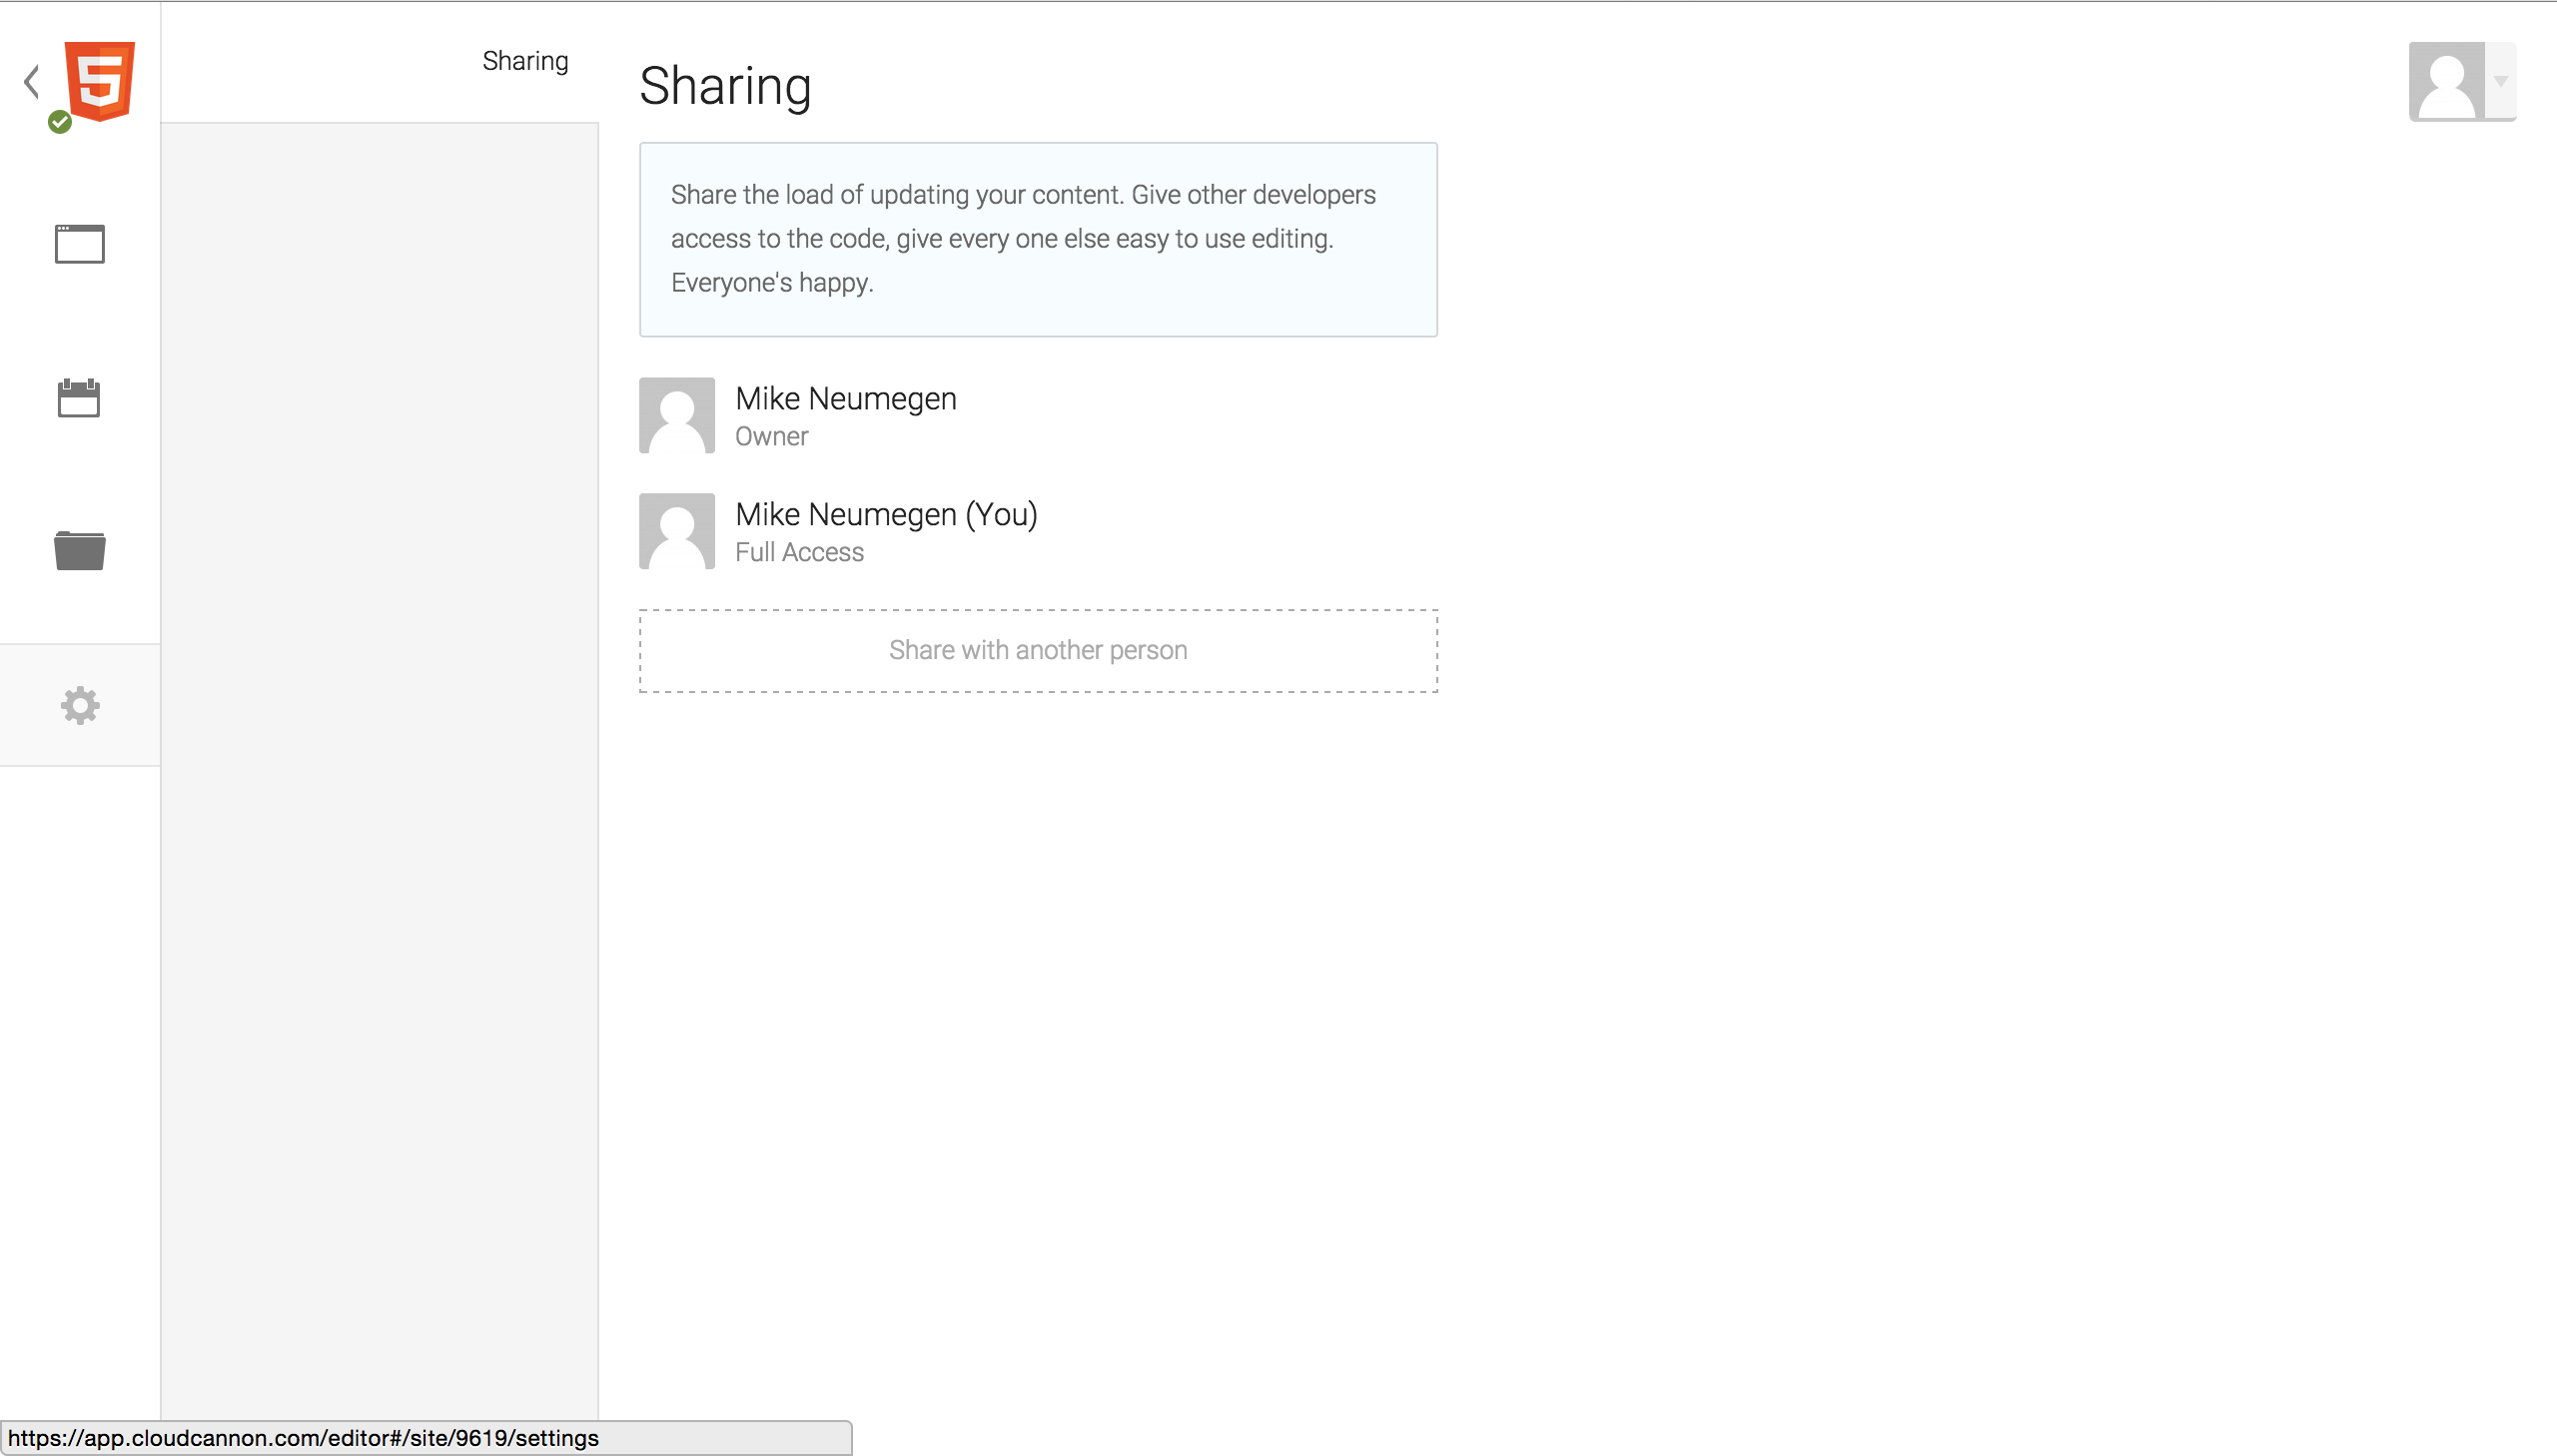 Sharing
Sharing
Share the load of updating your content. Give other developers
access to the code, give every one else easy to use editing.
Everyone's happy.
Mike Neumegen
Owner
Mike Neumegen (You)
Full Access
Share with another person
https://app.cloudcannon.com/editor#/site/9619/settings